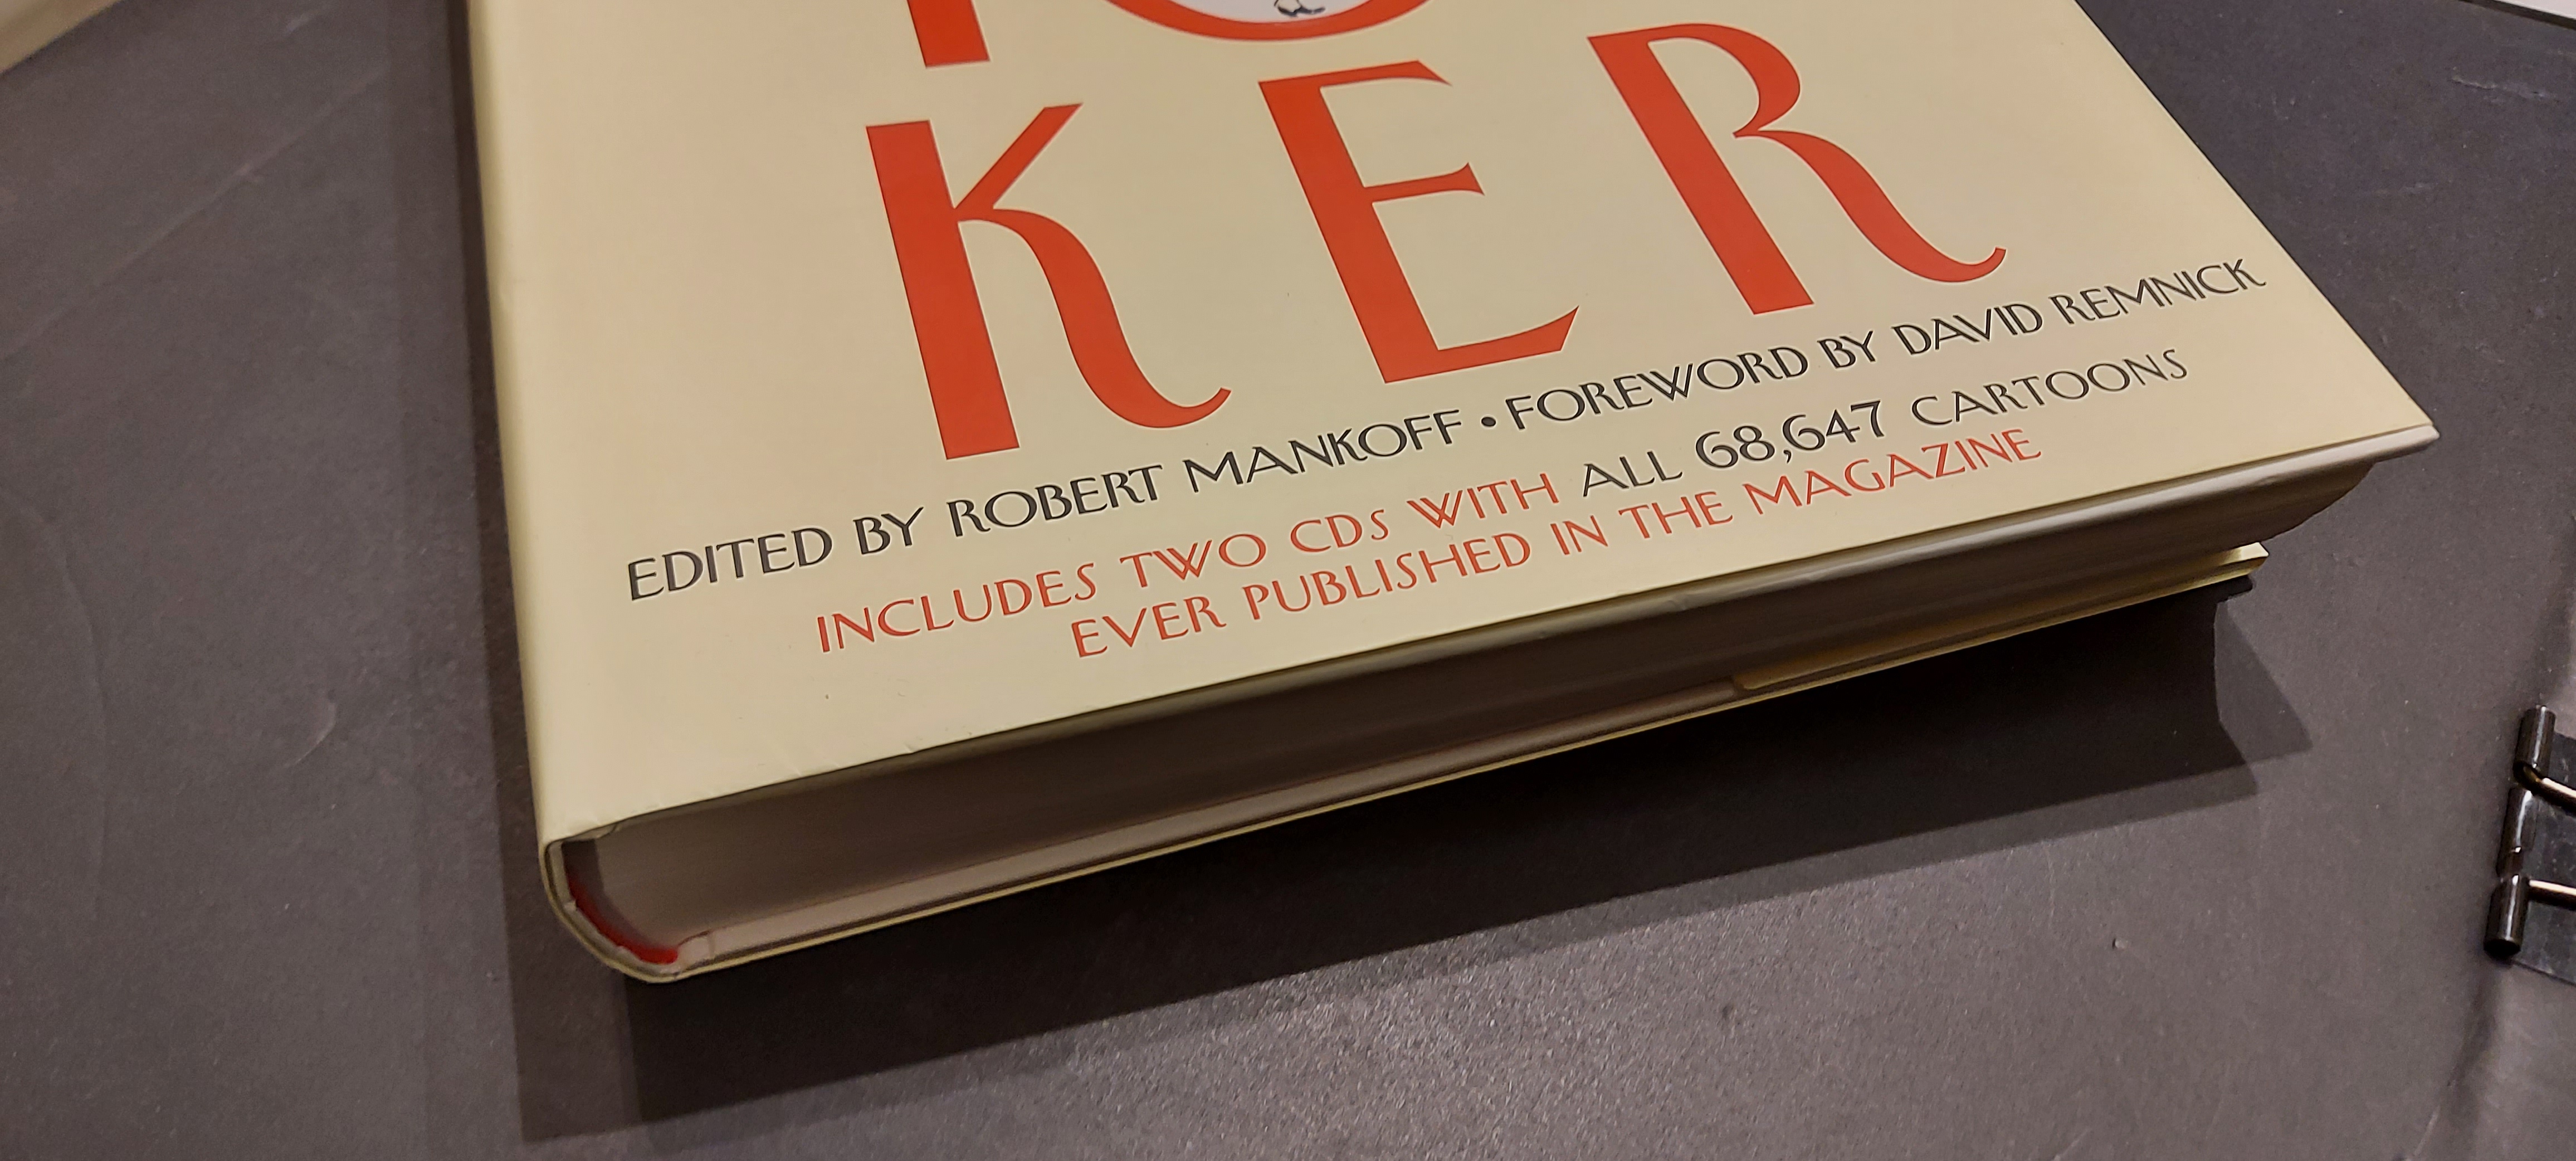 KER
EDITED BY ROBERT MANKOFF • FOREWORD BY DAVID REMNICK
INCLUDES TWO CDs WITH ALL 68,647 CARTOONS
EVER PUBLISHED IN THE MAGAZINE